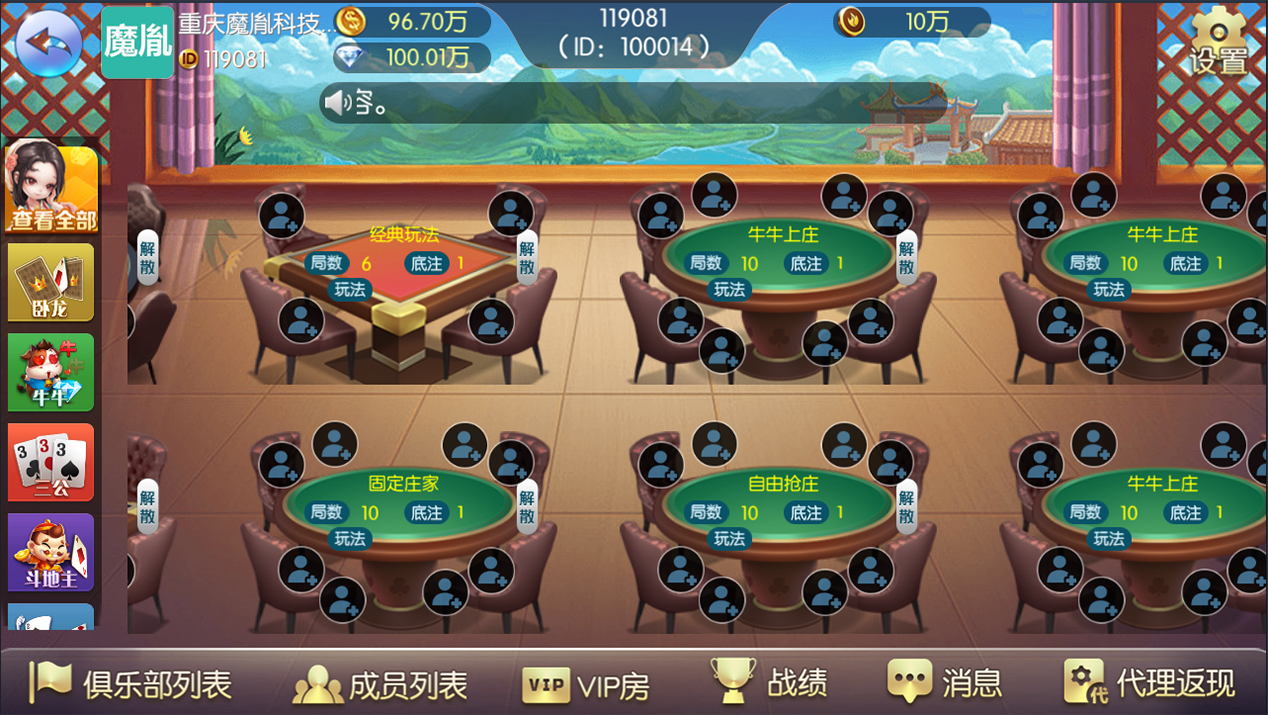 魔胤
重庆魔胤科技...
ID 119081
96.70万
100.01万
119081
(ID: 100014)
10万
设置
查看全部
卧龙
牛牛
三公
斗地主
解散
经典玩法
局数 6 底注 1
玩法
解散
牛牛上庄
局数 10 底注 1
玩法
解散
牛牛上庄
局数 10 底注 1
玩法
解散
固定庄家
局数 10 底注 1
玩法
解散
自由抢庄
局数 10 底注 1
玩法
解散
牛牛上庄
局数 10 底注 1
玩法
俱乐部列表
成员列表
VIP VIP房
战绩
消息
代 代理返现